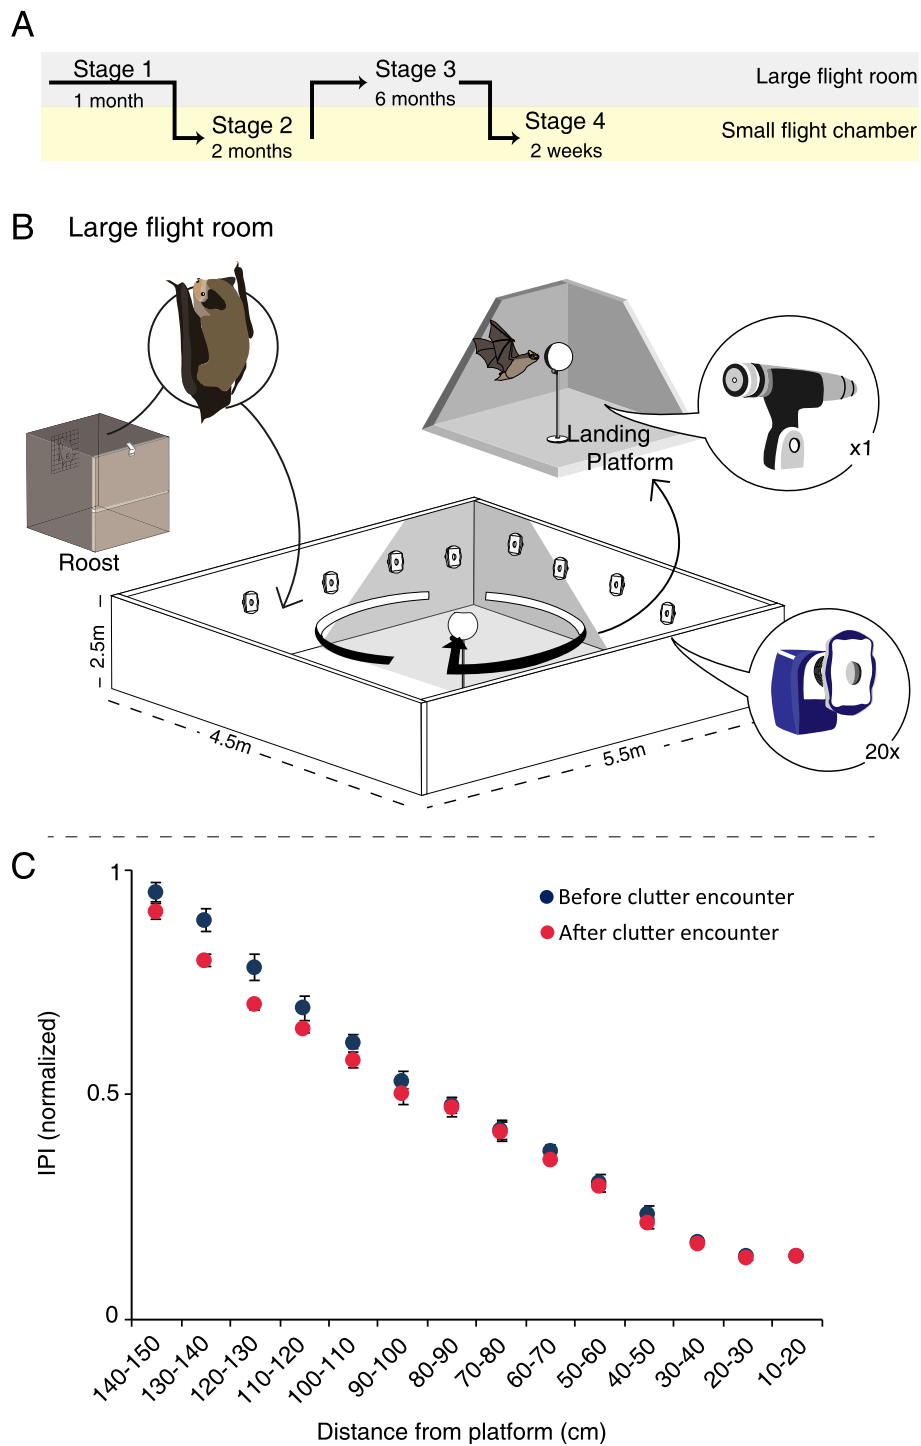 A
Stage 1
1 month
Stage 2
2 months
Stage 3
6 months
Stage 4
2 weeks
Large flight room
Small flight chamber
B
Large flight room
Roost
Landing
Platform
x1
2.5m
4.5m
5.5m
20x
C
Before clutter encounter
After clutter encounter
IPI (normalized)
1
0.5
0
140-150
130-140
120-130
110-120
100-110
90-100
80-90
70-80
60-70
50-60
40-50
30-40
20-30
10-20
Distance from platform (cm)